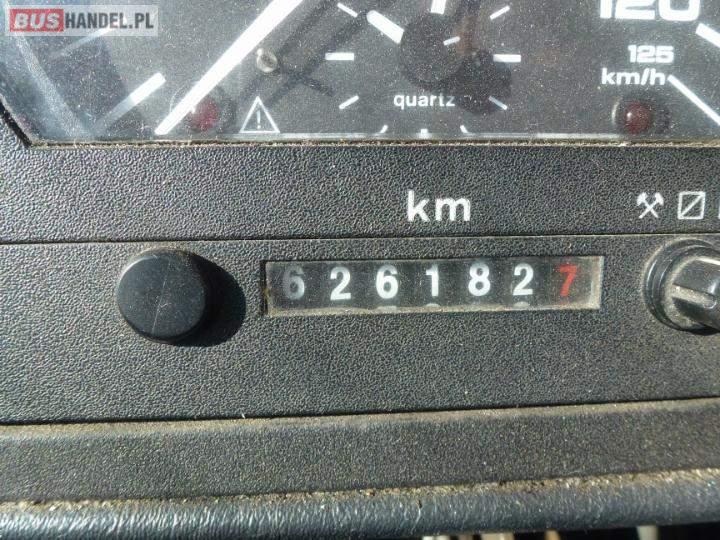 BUSHANDEL.PL
120
125
km/h
quartz
km
6261827